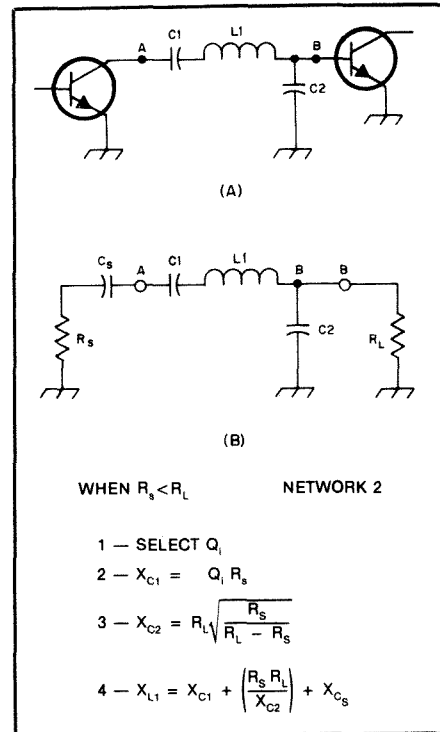 A C1 L1 B
C2
(A)
Cs A C1 L1 B B
Rs C2 RL
(B)
WHEN Rs < RL NETWORK 2
1 — SELECT Qi
2 — XC1 = Qi Rs
3 — XC2 = RL √(RS / (RL − RS))
4 — XL1 = XC1 + (RS RL / XC2) + XCS